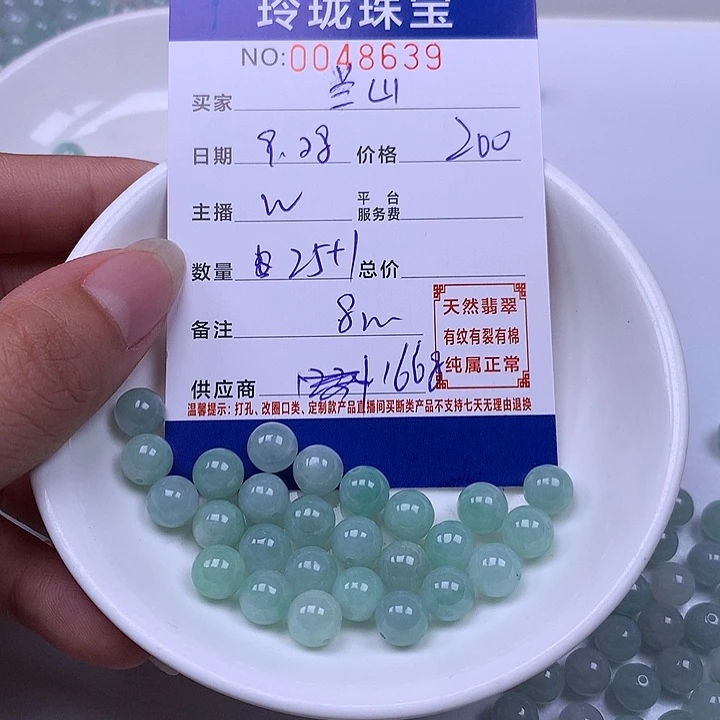 玲珑珠宝
NO:0048639
买家 兰山
日期 9.28 价格 200
主播 W 平台服务费
数量 25+1 总价
备注 8m
天然翡翠
有纹有裂有棉
纯属正常
供应商
温馨提示：打孔、改圈口类、定制款产品直播间买断类产品不支持七天无理由退换